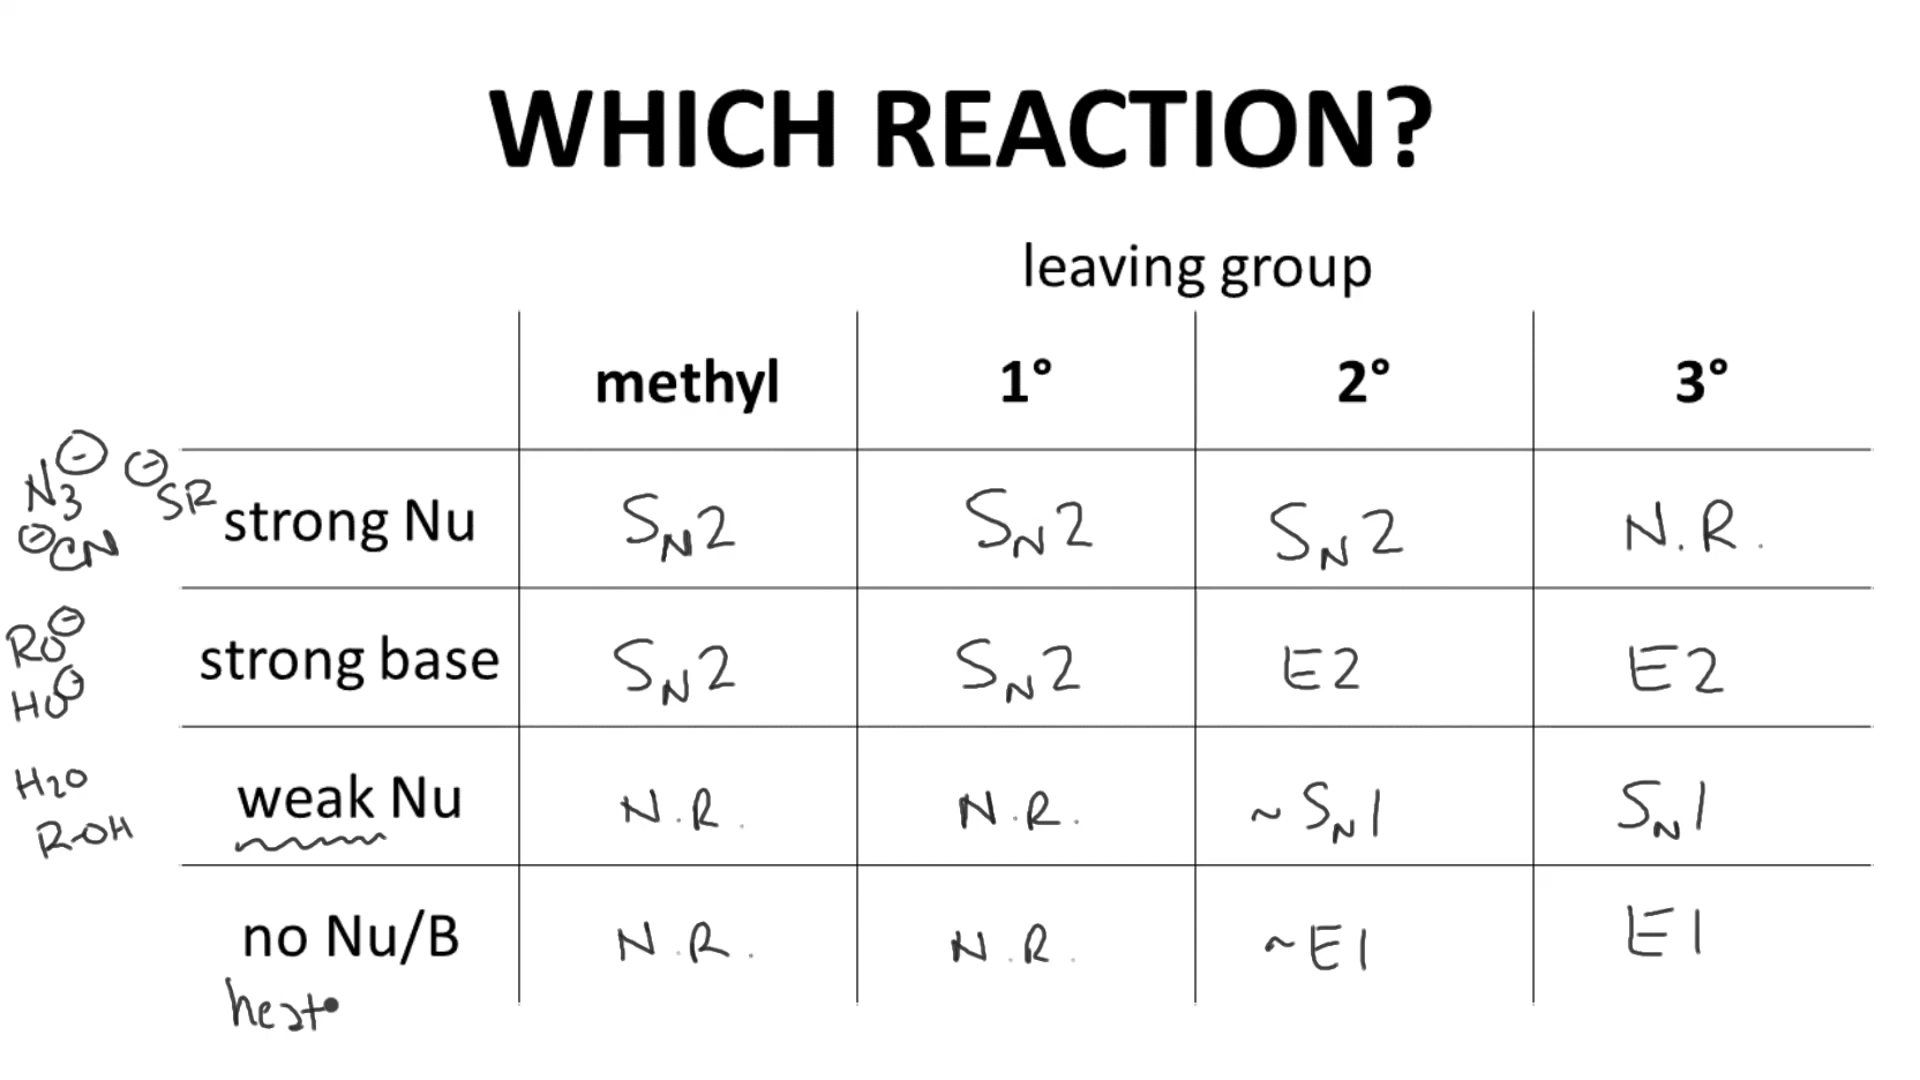 WHICH REACTION?
leaving group
methyl 1° 2° 3°
N3⊖ ⊖SR
⊖CN
strong Nu SN2 SN2 SN2 N.R.
RO⊖
HO⊖
strong base SN2 SN2 E2 E2
H2O
R-OH
weak Nu N.R. N.R. ~SN1 SN1
no Nu/B N.R. N.R. ~E1 E1
heat